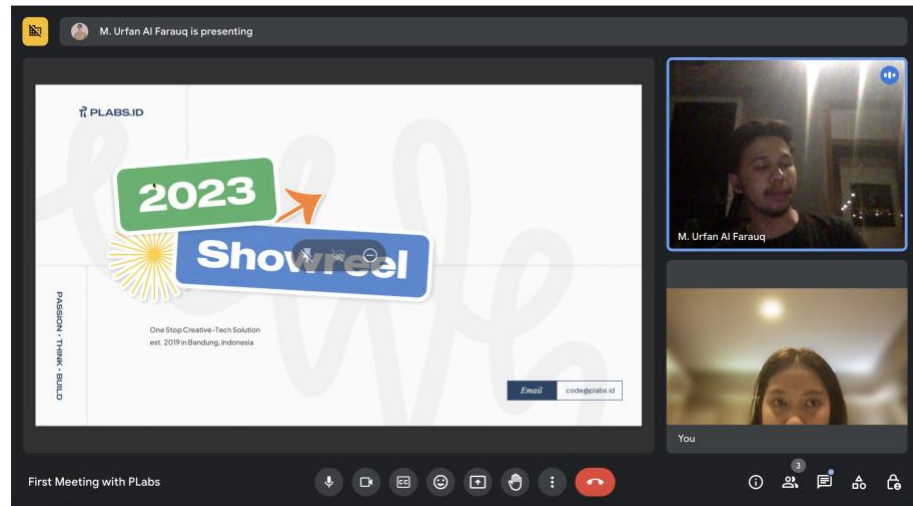 M. Urfan Al Farauq is presenting
PLABS.ID
2023
Showreel
PASSION • THINK • BUILD
One Stop Creative-Tech Solution
est. 2019 in Bandung, Indonesia
Email
code@plabs.id
M. Urfan Al Farauq
You
First Meeting with PLabs
CC
3